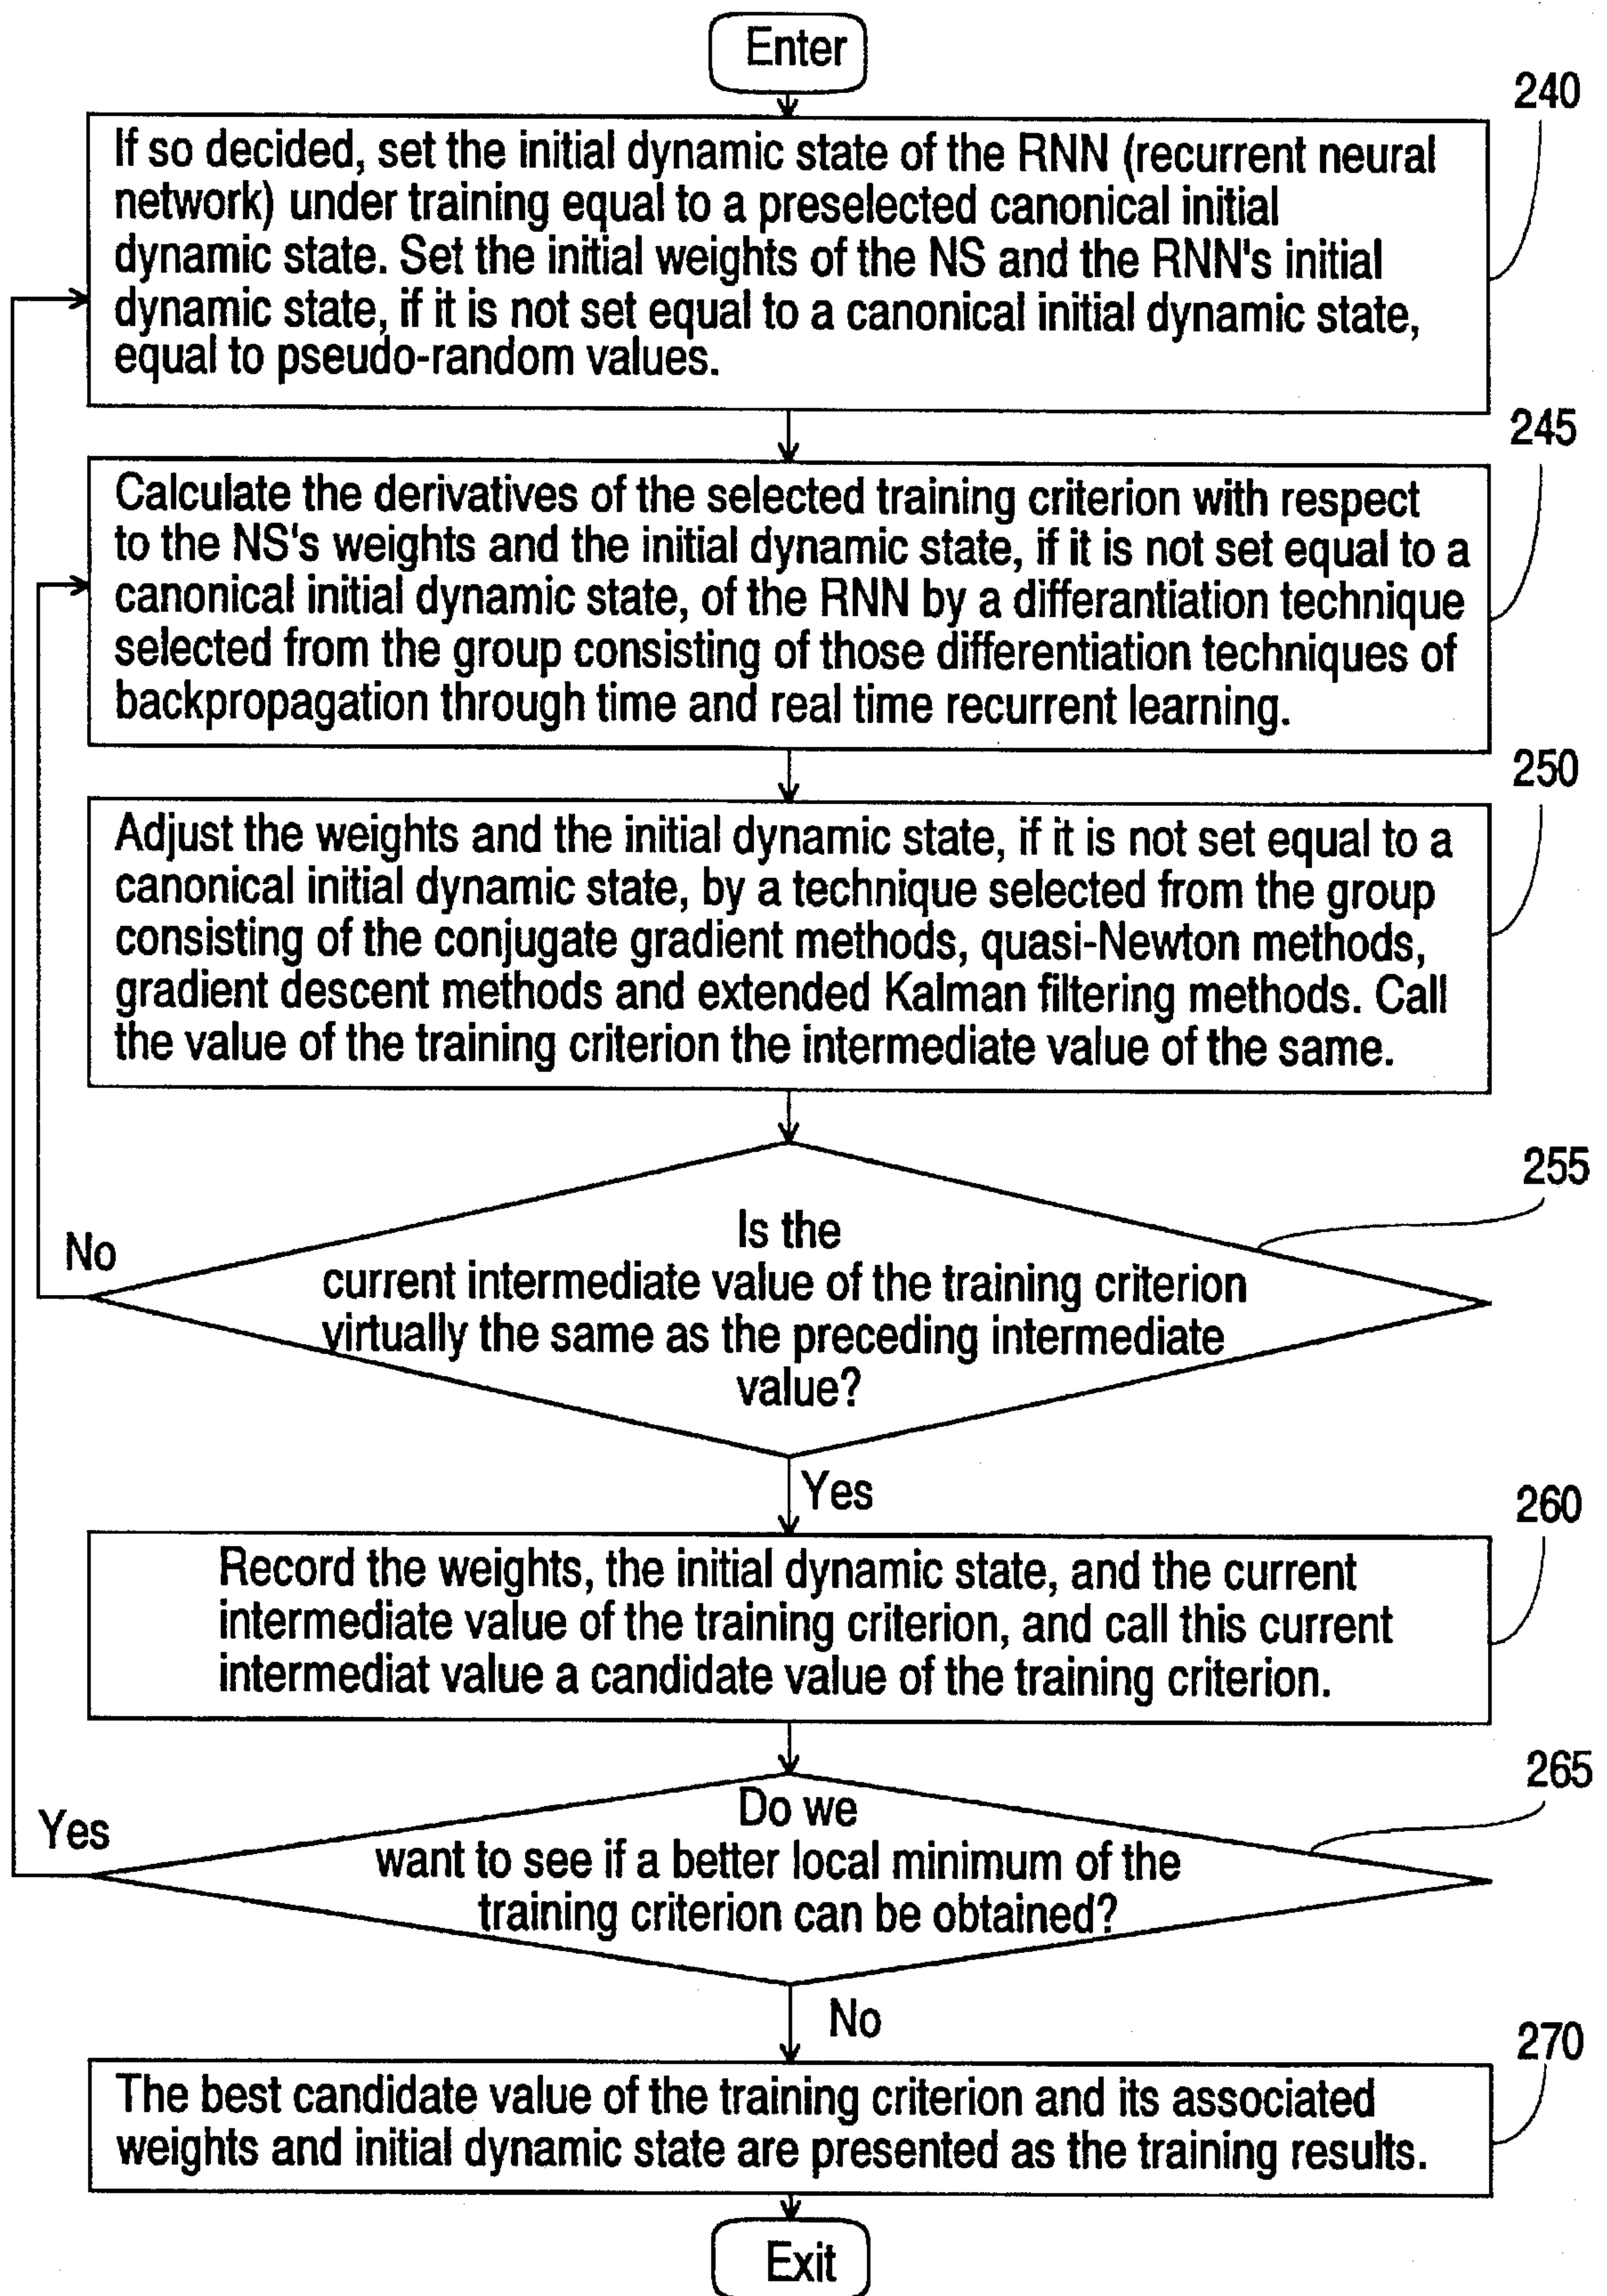 Enter
240
If so decided, set the initial dynamic state of the RNN (recurrent neural
network) under training equal to a preselected canonical initial
dynamic state. Set the initial weights of the NS and the RNN's initial
dynamic state, if it is not set equal to a canonical initial dynamic state,
equal to pseudo-random values.
245
Calculate the derivatives of the selected training criterion with respect
to the NS's weights and the initial dynamic state, if it is not set equal to a
canonical initial dynamic state, of the RNN by a differantiation technique
selected from the group consisting of those differentiation techniques of
backpropagation through time and real time recurrent learning.
250
Adjust the weights and the initial dynamic state, if it is not set equal to a
canonical initial dynamic state, by a technique selected from the group
consisting of the conjugate gradient methods, quasi-Newton methods,
gradient descent methods and extended Kalman filtering methods. Call
the value of the training criterion the intermediate value of the same.
255
No
Is the
current intermediate value of the training criterion
virtually the same as the preceding intermediate
value?
Yes
260
Record the weights, the initial dynamic state, and the current
intermediate value of the training criterion, and call this current
intermediat value a candidate value of the training criterion.
265
Yes
Do we
want to see if a better local minimum of the
training criterion can be obtained?
No
270
The best candidate value of the training criterion and its associated
weights and initial dynamic state are presented as the training results.
Exit